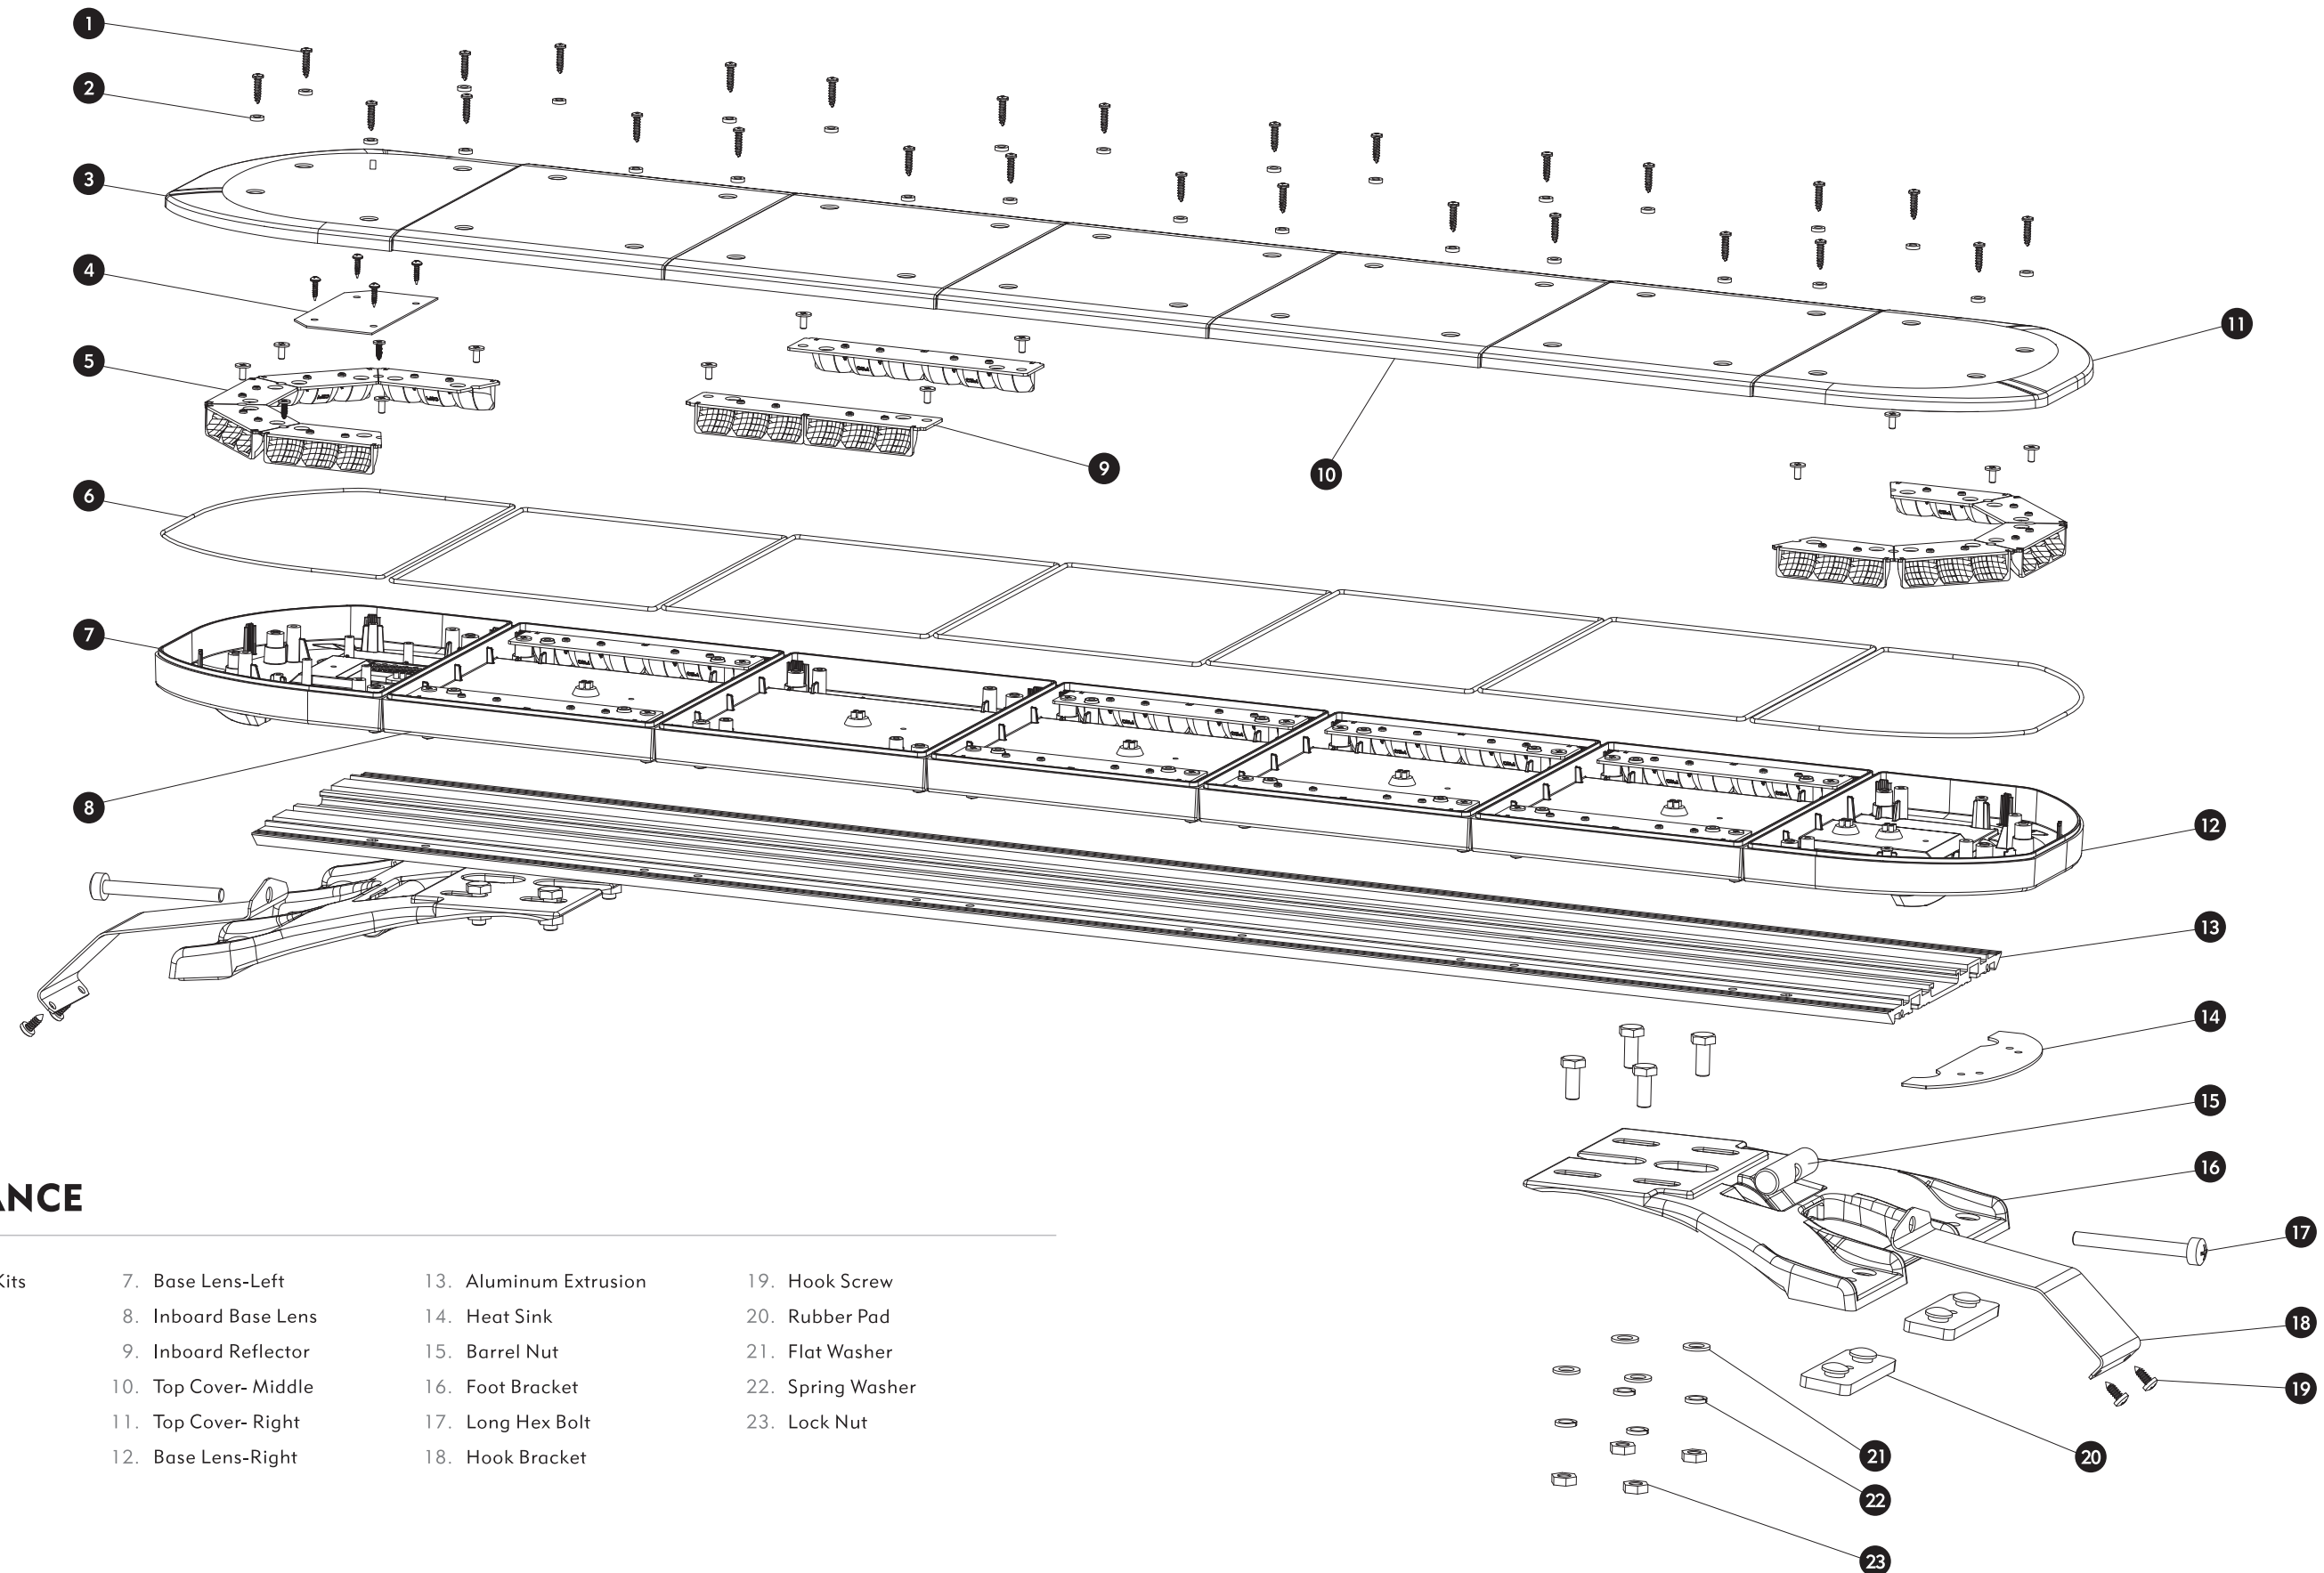 1
2
3
4
5
6
7
8
9
10
11
12
13
14
15
16
17
18
19
20
21
22
23
ANCE
Kits
7. Base Lens-Left
8. Inboard Base Lens
9. Inboard Reflector
10. Top Cover- Middle
11. Top Cover- Right
12. Base Lens-Right
13. Aluminum Extrusion
14. Heat Sink
15. Barrel Nut
16. Foot Bracket
17. Long Hex Bolt
18. Hook Bracket
19. Hook Screw
20. Rubber Pad
21. Flat Washer
22. Spring Washer
23. Lock Nut